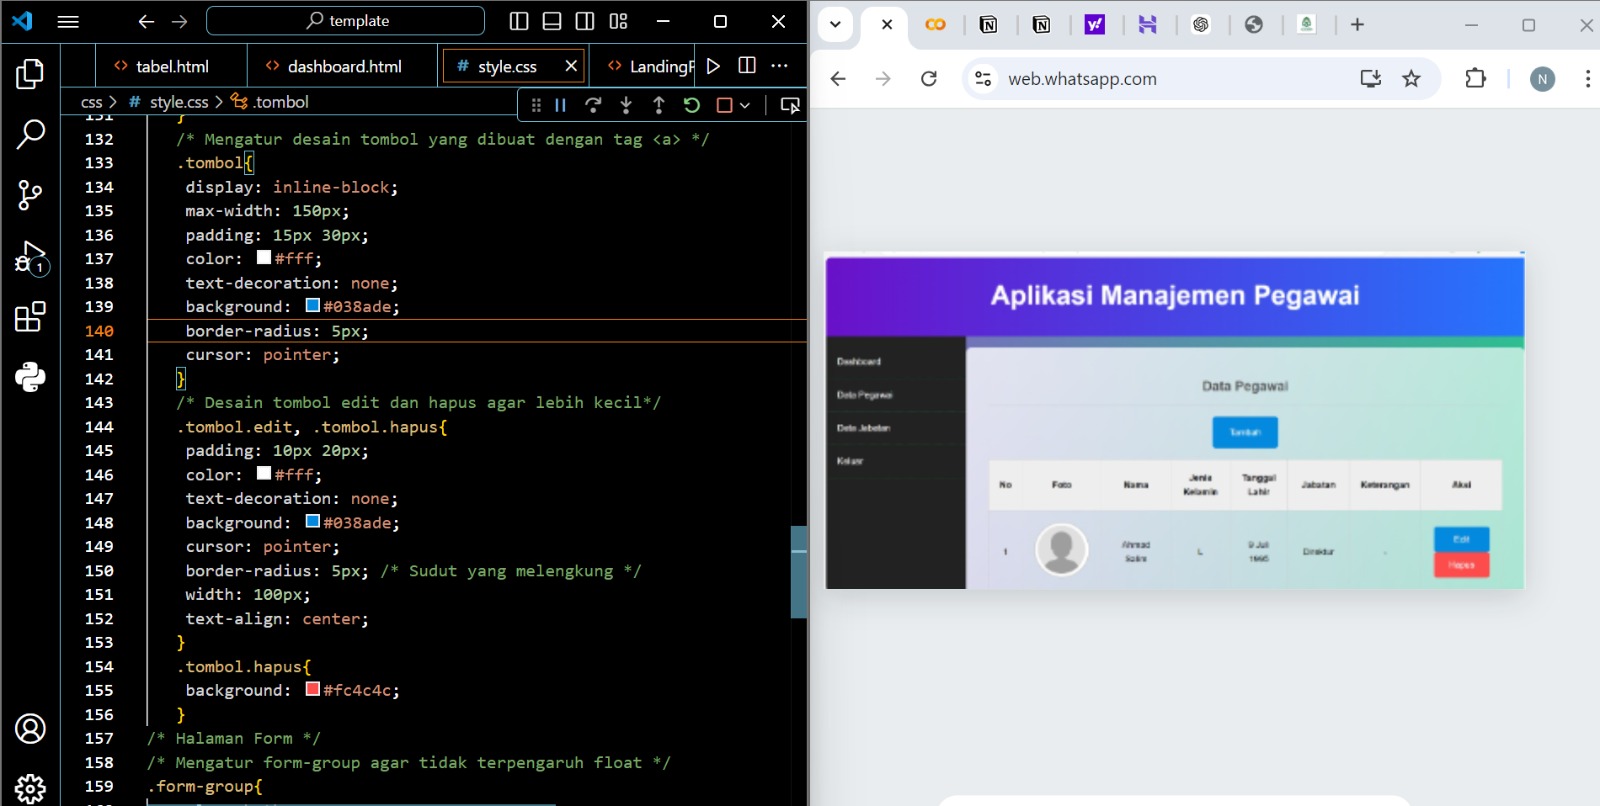 template
tabel.html
dashboard.html
# style.css
LandingP
css > # style.css > .tombol
131 }
132 /* Mengatur desain tombol yang dibuat dengan tag <a> */
133 .tombol{
134 display: inline-block;
135 max-width: 150px;
136 padding: 15px 30px;
137 color: #fff;
138 text-decoration: none;
139 background: #038ade;
140 border-radius: 5px;
141 cursor: pointer;
142 }
143 /* Desain tombol edit dan hapus agar lebih kecil*/
144 .tombol.edit, .tombol.hapus{
145 padding: 10px 20px;
146 color: #fff;
147 text-decoration: none;
148 background: #038ade;
149 cursor: pointer;
150 border-radius: 5px; /* Sudut yang melengkung */
151 width: 100px;
152 text-align: center;
153 }
154 .tombol.hapus{
155 background: #fc4c4c;
156 }
157 /* Halaman Form */
158 /* Mengatur form-group agar tidak terpengaruh float */
159 .form-group{
1
y!
web.whatsapp.com
N
Aplikasi Manajemen Pegawai
Dashboard
Data Pegawai
Data Jabatan
Keluar
Data Pegawai
Tambah
No Foto Nama Jenis Kelamin Tanggal Lahir Jabatan Keterangan Aksi
1 Ahmad L 9 Juli Direktur - Edit
Hapus